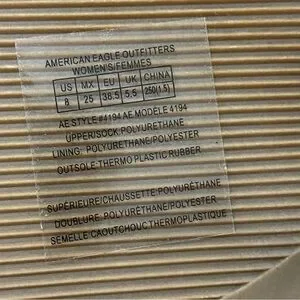 AMERICAN EAGLE OUTFITTERS
WOMEN'S/FEMMES
US MX EU UK CHINA
8 25 38.5 5.5 250(1.5)
AE STYLE #4194 AE MODÈLE 4194
UPPER/SOCK: POLYURETHANE
LINING: POLYURETHANE/POLYESTER
OUTSOLE: THERMO PLASTIC RUBBER
SUPÉRIEURE/CHAUSSETTE: POLYURÉTHANE
DOUBLURE: POLYURÉTHANE/POLYESTER
SEMELLE CAOUTCHOUC THERMOPLASTIQUE